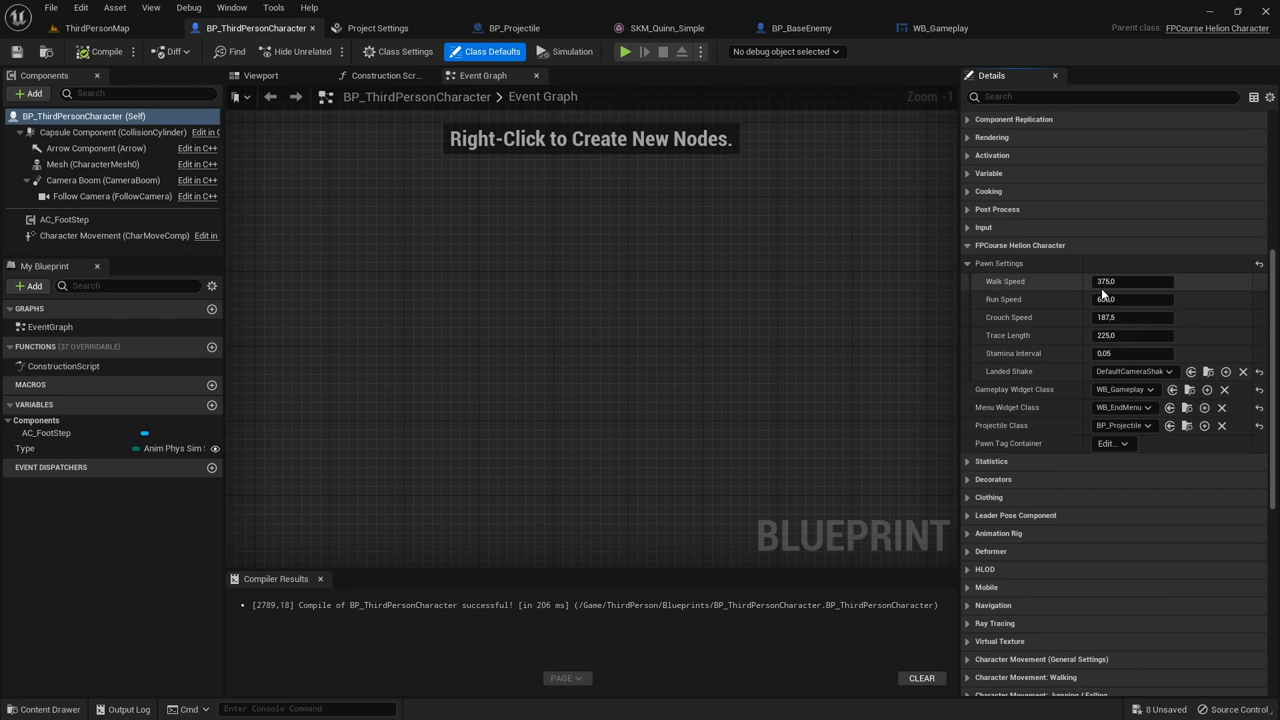 File Edit Asset View Debug Window Tools Help
ThirdPersonMap BP_ThirdPersonCharacter Project Settings BP_Projectile SKM_Quinn_Simple BP_BaseEnemy WB_Gameplay Parent class: FPCourse Helion Character
Compile Diff Find Hide Unrelated Class Settings Class Defaults Simulation No debug object selected
Components
Add Search
BP_ThirdPersonCharacter (Self)
Capsule Component (CollisionCylinder) Edit in C
Arrow Component (Arrow) Edit in C++
Mesh (CharacterMesh0) Edit in C++
Camera Boom (CameraBoom) Edit in C++
Follow Camera (FollowCamera) Edit in C++
AC_FootStep
Character Movement (CharMoveComp) Edit in
My Blueprint
Add Search
GRAPHS
EventGraph
FUNCTIONS (37 OVERRIDABLE)
ConstructionScript
MACROS
VARIABLES
Components
AC_FootStep
Type Anim Phys Sim
EVENT DISPATCHERS
Viewport Construction Scr... Event Graph
BP_ThirdPersonCharacter > Event Graph Zoom -1
Right-Click to Create New Nodes.
BLUEPRINT
Compiler Results
• [2789,18] Compile of BP_ThirdPersonCharacter successful! [in 206 ms] (/Game/ThirdPerson/Blueprints/BP_ThirdPersonCharacter.BP_ThirdPersonCharacter)
PAGE CLEAR
Details
Search
Component Replication
Rendering
Activation
Variable
Cooking
Post Process
Input
FPCourse Helion Character
Pawn Settings
Walk Speed 375,0
Run Speed
Crouch Speed 187,5
Trace Length 225,0
Stamina Interval 0,05
Landed Shake DefaultCameraShak
Gameplay Widget Class WB_Gameplay
Menu Widget Class WB_EndMenu
Projectile Class BP_Projectile
Pawn Tag Container Edit...
Statistics
Decorators
Clothing
Leader Pose Component
Animation Rig
Deformer
HLOD
Mobile
Navigation
Ray Tracing
Virtual Texture
Character Movement (General Settings)
Character Movement: Walking
Character Movement: Jumping / Falling
Content Drawer Output Log Cmd Enter Console Command 8 Unsaved Source Control